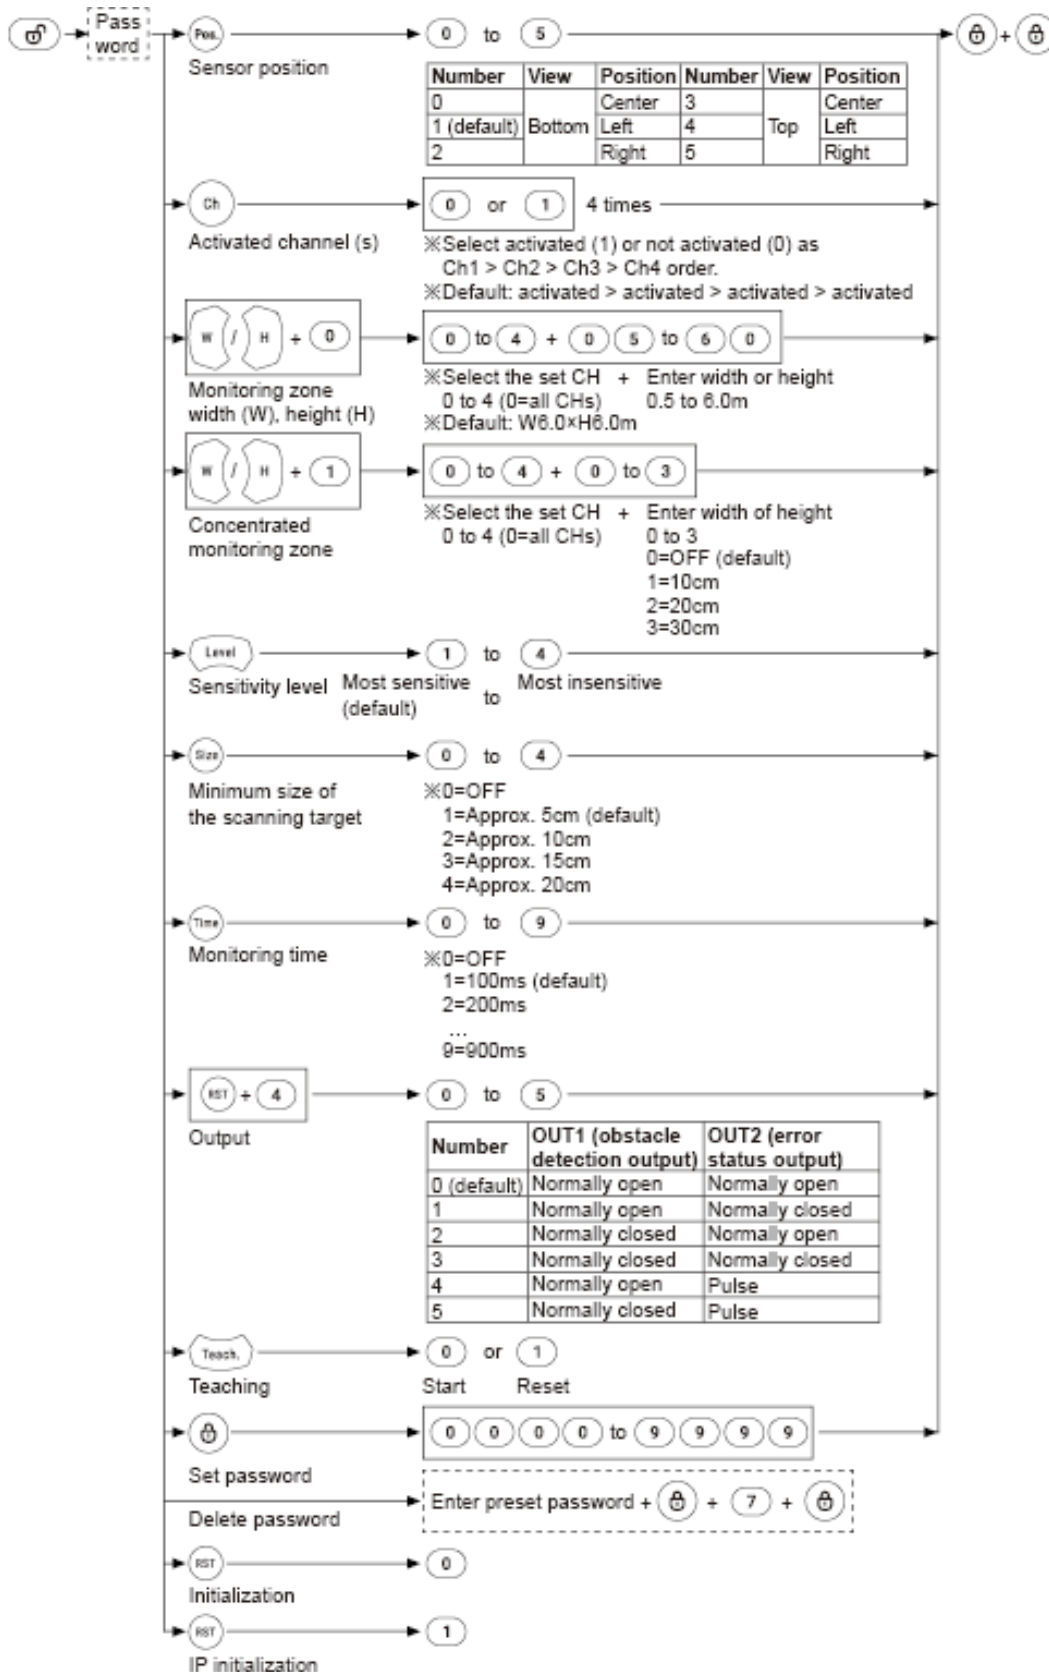 Pass
word
Pos. 0 to 5 +
Sensor position
Number View Position Number View Position
0 Center 3 Center
1 (default) Bottom Left 4 Top Left
2 Right 5 Right
Ch 0 or 1 4 times
Activated channel (s)
※Select activated (1) or not activated (0) as
Ch1 > Ch2 > Ch3 > Ch4 order.
※Default: activated > activated > activated > activated
W / H + 0 0 to 4 + 0 5 to 6 0
Monitoring zone
width (W), height (H)
※Select the set CH + Enter width or height
0 to 4 (0=all CHs) 0.5 to 6.0m
※Default: W6.0×H6.0m
W / H + 1 0 to 4 + 0 to 3
Concentrated
monitoring zone
※Select the set CH + Enter width of height
0 to 4 (0=all CHs) 0 to 3
0=OFF (default)
1=10cm
2=20cm
3=30cm
Level 1 to 4
Sensitivity level Most sensitive to Most insensitive
(default)
Size 0 to 4
Minimum size of
the scanning target
※0=OFF
1=Approx. 5cm (default)
2=Approx. 10cm
3=Approx. 15cm
4=Approx. 20cm
Time 0 to 9
Monitoring time
※0=OFF
1=100ms (default)
2=200ms
...
9=900ms
RST + 4 0 to 5
Output
Number OUT1 (obstacle detection output) OUT2 (error status output)
0 (default) Normally open Normally open
1 Normally open Normally closed
2 Normally closed Normally open
3 Normally closed Normally closed
4 Normally open Pulse
5 Normally closed Pulse
Teach. 0 or 1
Teaching Start Reset
0 0 0 0 to 9 9 9 9
Set password
Delete password Enter preset password + + 7 +
RST 0
Initialization
RST 1
IP initialization